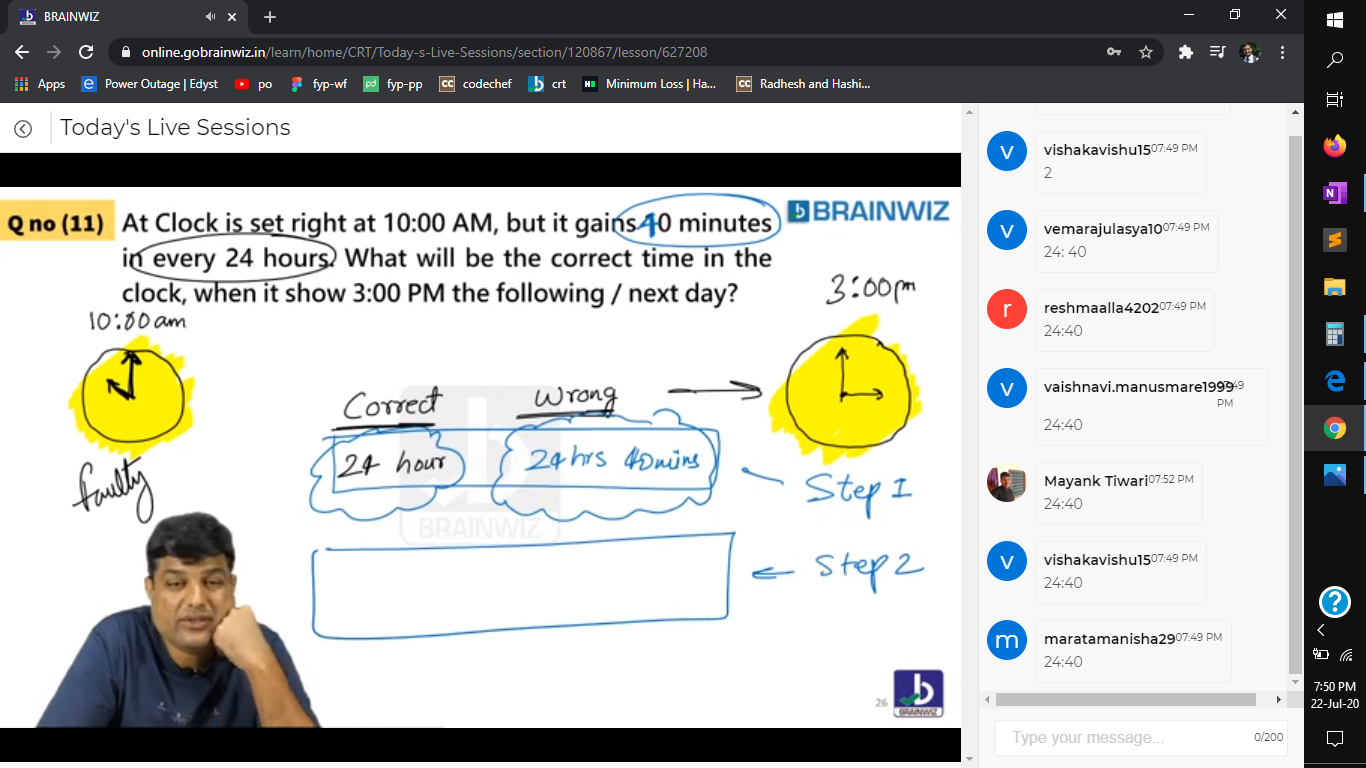 BRAINWIZ
online.gobrainwiz.in/learn/home/CRT/Today-s-Live-Sessions/section/120867/lesson/627208
Apps
Power Outage | Edyst
po
fyp-wf
fyp-pp
codechef
crt
Minimum Loss | Ha...
Radhesh and Hashi...
Today's Live Sessions
Q no (11) At Clock is set right at 10:00 AM, but it gains 40 minutes
in every 24 hours. What will be the correct time in the
clock, when it show 3:00 PM the following / next day?
BRAINWIZ
10:00 am
3:00 pm
Correct
Wrong
24 hour
24 hrs 40 mins
Step 1
faulty
BRAINWIZ
Step 2
26
BRAINWIZ
vishakavishu15 07:49 PM
2
vemarajulasya10 07:49 PM
24: 40
reshmaalla4202 07:49 PM
24:40
vaishnavi.manusmare1999 07:49 PM
24:40
Mayank Tiwari 07:52 PM
24:40
vishakavishu15 07:49 PM
24:40
maratamanisha29 07:49 PM
24:40
Type your message...
0/200
7:50 PM
22-Jul-20